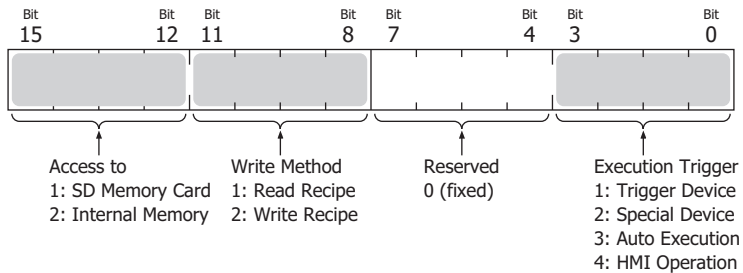 Bit Bit Bit Bit Bit Bit Bit Bit
15 12 11 8 7 4 3 0
Access to
1: SD Memory Card
2: Internal Memory
Write Method
1: Read Recipe
2: Write Recipe
Reserved
0 (fixed)
Execution Trigger
1: Trigger Device
2: Special Device
3: Auto Execution
4: HMI Operation